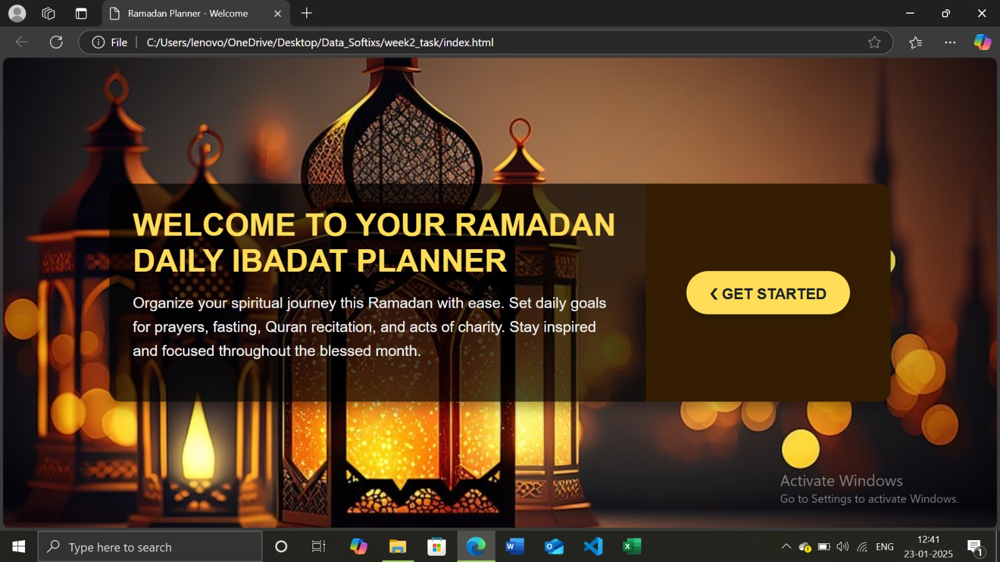 Ramadan Planner - Welcome
File
C:/Users/lenovo/OneDrive/Desktop/Data_Softixs/week2_task/index.html
WELCOME TO YOUR RAMADAN
DAILY IBADAT PLANNER
Organize your spiritual journey this Ramadan with ease. Set daily goals
for prayers, fasting, Quran recitation, and acts of charity. Stay inspired
and focused throughout the blessed month.
❮ GET STARTED
Activate Windows
Go to Settings to activate Windows.
Type here to search
ENG
12:41
23-01-2025
1